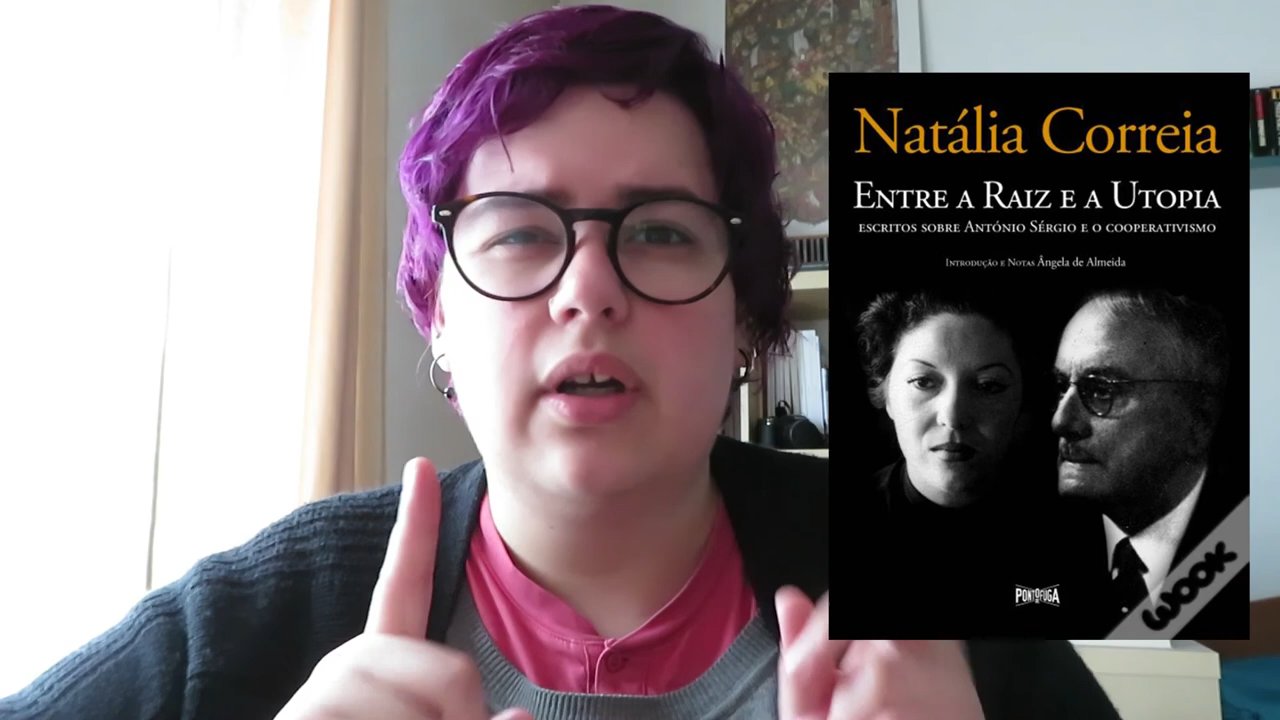 Natália Correia
Entre a Raiz e a Utopia
escritos sobre António Sérgio e o cooperativismo
Introdução e Notas Ângela de Almeida
PONTOFUGA
WOOK